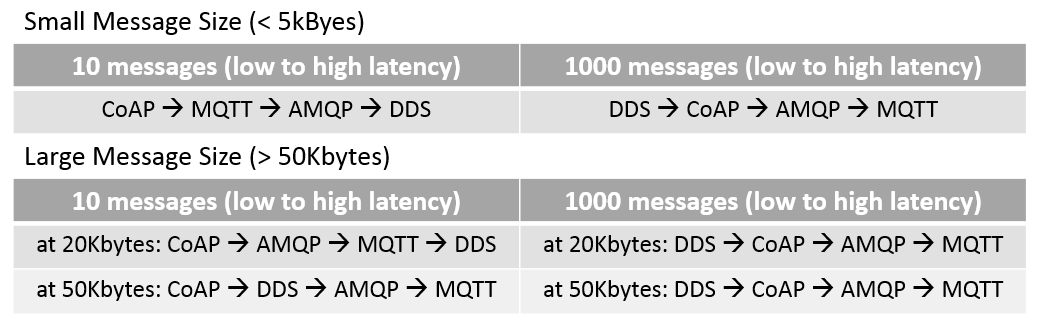 Small Message Size (< 5kByes)
10 messages (low to high latency) 1000 messages (low to high latency)
CoAP → MQTT → AMQP → DDS DDS → CoAP → AMQP → MQTT
Large Message Size (> 50Kbytes)
10 messages (low to high latency) 1000 messages (low to high latency)
at 20Kbytes: CoAP → AMQP → MQTT → DDS at 20Kbytes: DDS → CoAP → AMQP → MQTT
at 50Kbytes: CoAP → DDS → AMQP → MQTT at 50Kbytes: DDS → CoAP → AMQP → MQTT